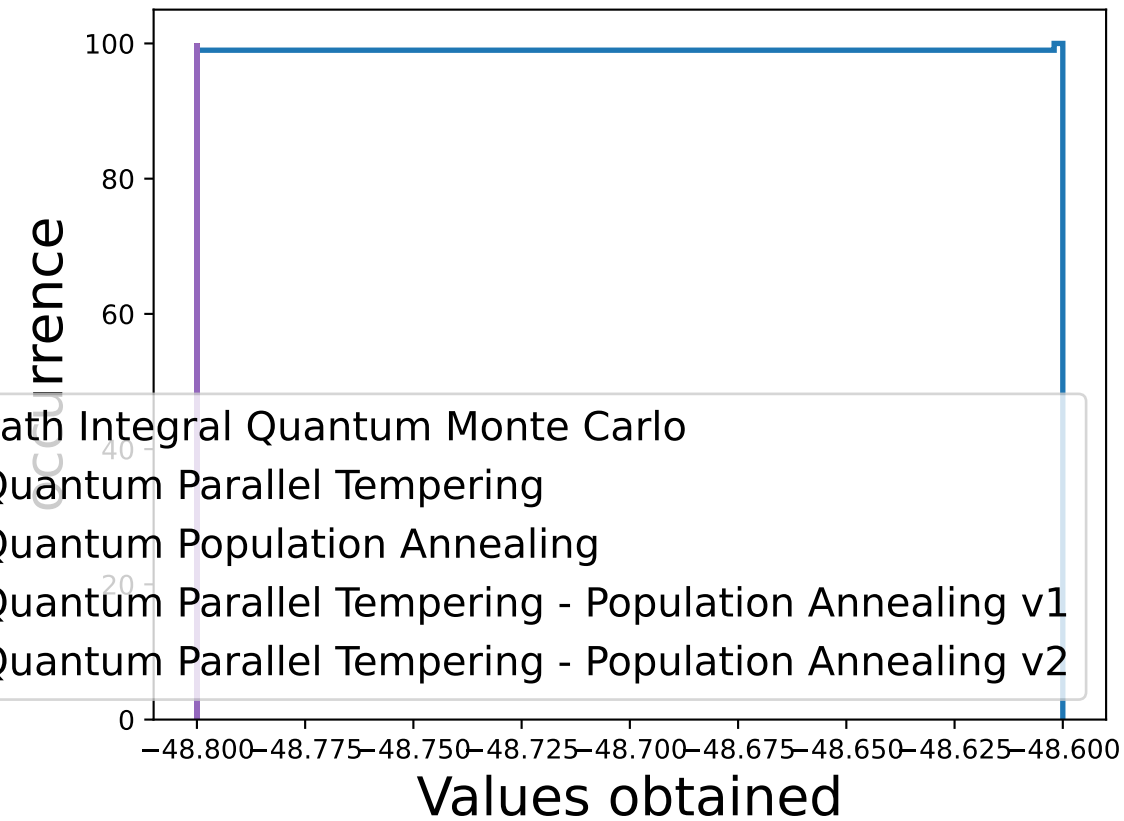 100
80
60
40
20
0
occurrence
ath Integral Quantum Monte Carlo
Quantum Parallel Tempering
Quantum Population Annealing
Quantum Parallel Tempering - Population Annealing v1
Quantum Parallel Tempering - Population Annealing v2
−48.800 −48.775 −48.750 −48.725 −48.700 −48.675 −48.650 −48.625 −48.600
Values obtained